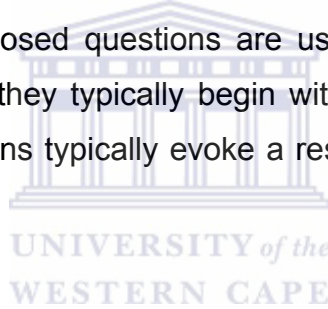 osed questions are us
they typically begin wit
ns typically evoke a res
UNIVERSITY of the
WESTERN CAPE